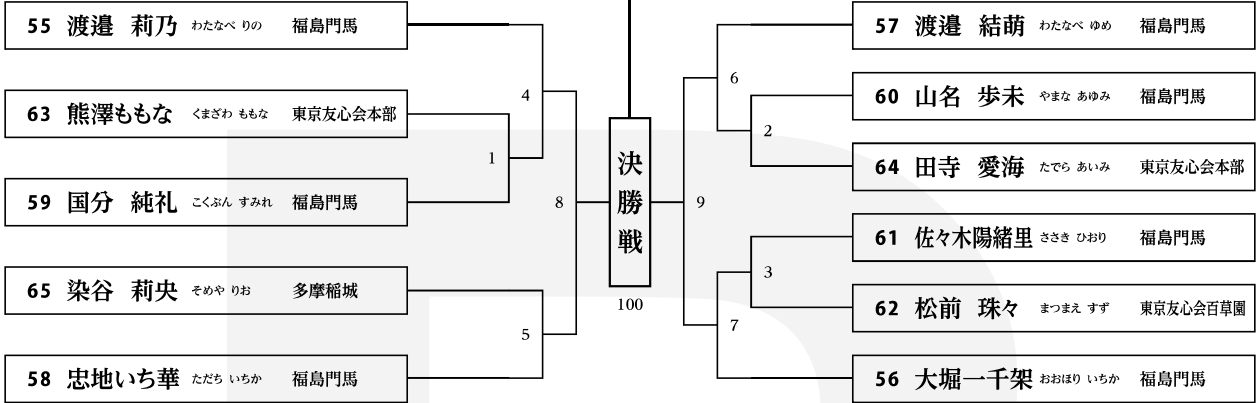 55 渡邉 莉乃 わたなべ りの 福島門馬
63 熊澤ももな くまざわ ももな 東京友心会本部
59 国分 純礼 こくぶん すみれ 福島門馬
65 染谷 莉央 そめや りお 多摩稲城
58 忠地いち華 ただち いちか 福島門馬
4
1
8
5
決勝戦
100
9
6
2
3
7
57 渡邉 結萌 わたなべ ゆめ 福島門馬
60 山名 歩未 やまな あゆみ 福島門馬
64 田寺 愛海 たでら あいみ 東京友心会本部
61 佐々木陽緒里 ささき ひおり 福島門馬
62 松前 珠々 まつまえ すず 東京友心会百草園
56 大堀一千架 おおほり いちか 福島門馬